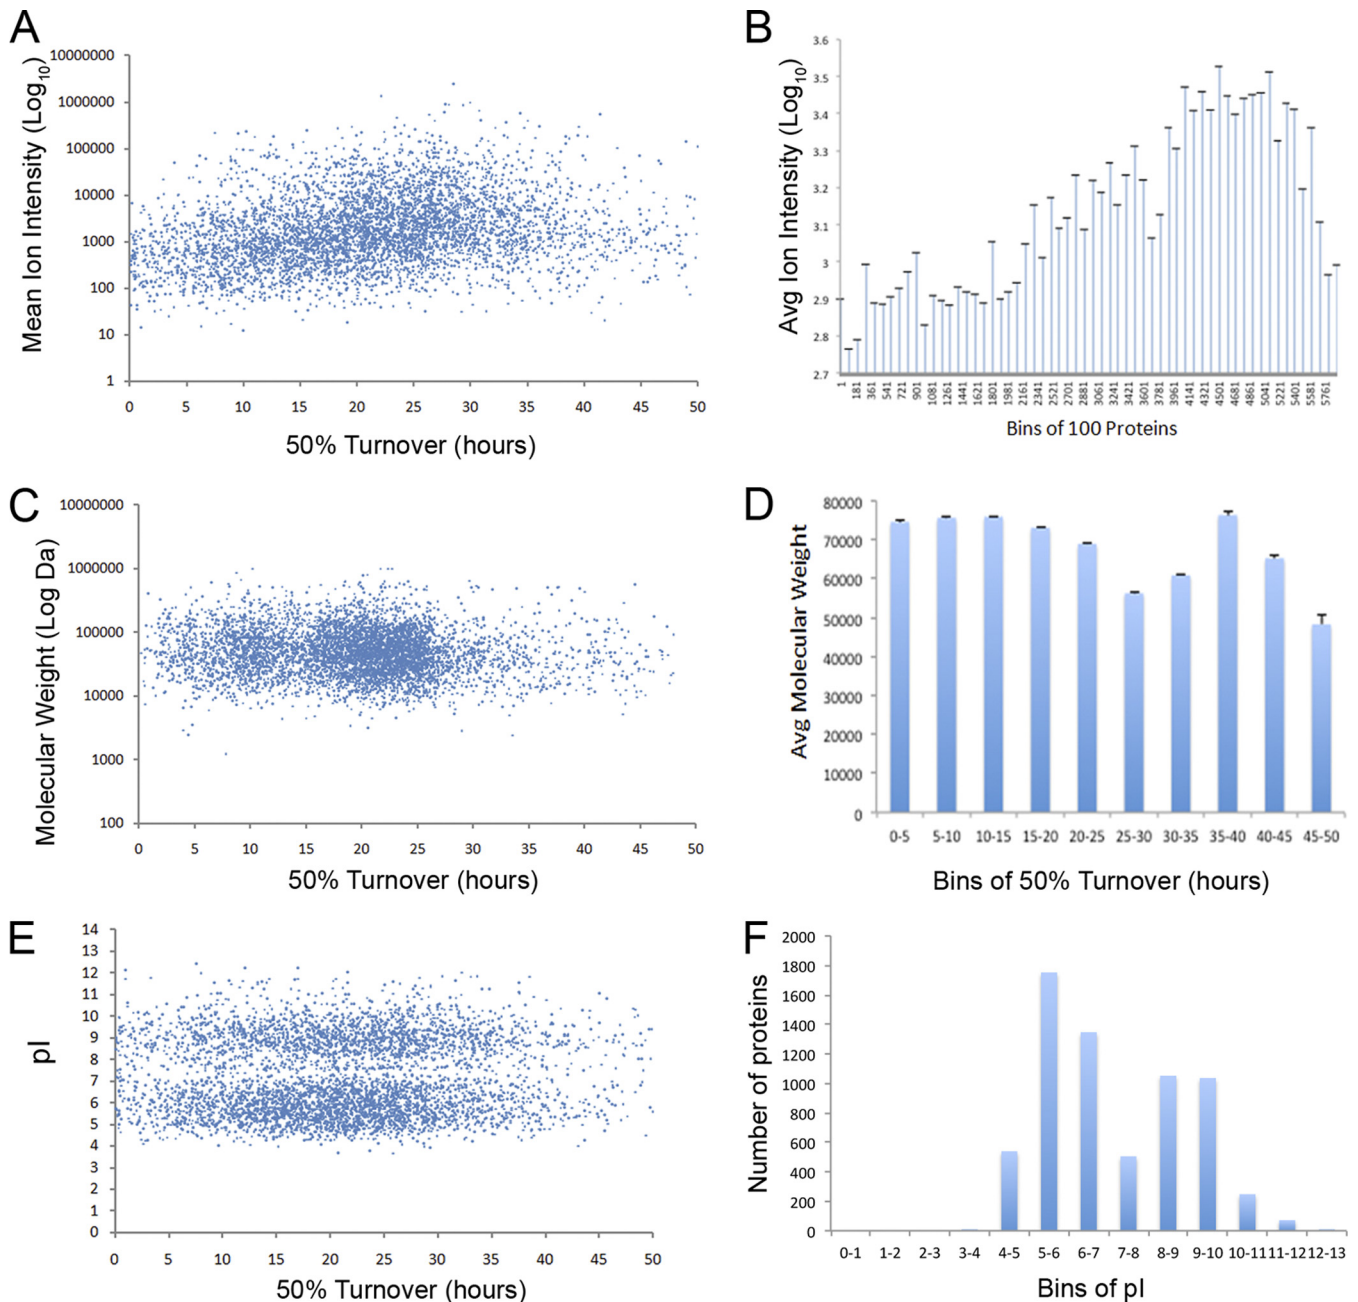 A
Mean Ion Intensity (Log10)
10000000
1000000
100000
10000
1000
100
10
1
0 5 10 15 20 25 30 35 40 45 50
50% Turnover (hours)
B
Avg Ion Intensity (Log10)
3.6
3.5
3.4
3.3
3.2
3.1
3
2.9
2.8
2.7
1 181 361 541 721 901 1081 1261 1441 1621 1801 1981 2161 2341 2521 2701 2881 3061 3241 3421 3601 3781 3961 4141 4321 4501 4681 4861 5041 5221 5401 5581 5761
Bins of 100 Proteins
C
Molecular Weight (Log Da)
10000000
1000000
100000
10000
1000
100
0 5 10 15 20 25 30 35 40 45 50
50% Turnover (hours)
D
Avg Molecular Weight
80000
70000
60000
50000
40000
30000
20000
10000
0
0-5 5-10 10-15 15-20 20-25 25-30 30-35 35-40 40-45 45-50
Bins of 50% Turnover (hours)
E
pI
14
13
12
11
10
9
8
7
6
5
4
3
2
1
0
0 5 10 15 20 25 30 35 40 45 50
50% Turnover (hours)
F
Number of proteins
2000
1800
1600
1400
1200
1000
800
600
400
200
0
0-1 1-2 2-3 3-4 4-5 5-6 6-7 7-8 8-9 9-10 10-11 11-12 12-13
Bins of pI